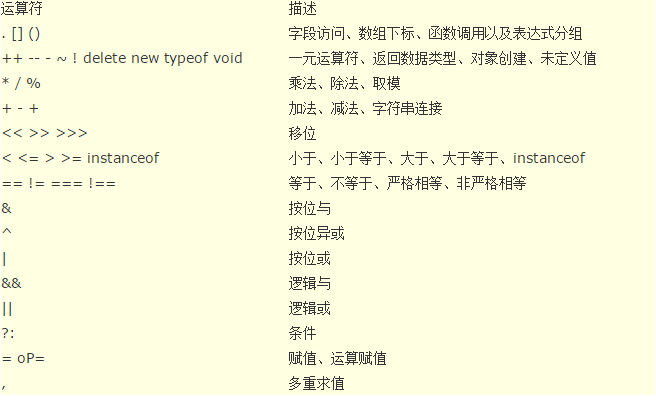 运算符 描述
. [] () 字段访问、数组下标、函数调用以及表达式分组
++ -- - ~ ! delete new typeof void 一元运算符、返回数据类型、对象创建、未定义值
* / % 乘法、除法、取模
+ - + 加法、减法、字符串连接
<< >> >>> 移位
< <= > >= instanceof 小于、小于等于、大于、大于等于、instanceof
== != === !== 等于、不等于、严格相等、非严格相等
& 按位与
^ 按位异或
| 按位或
&& 逻辑与
|| 逻辑或
?: 条件
= oP= 赋值、运算赋值
, 多重求值